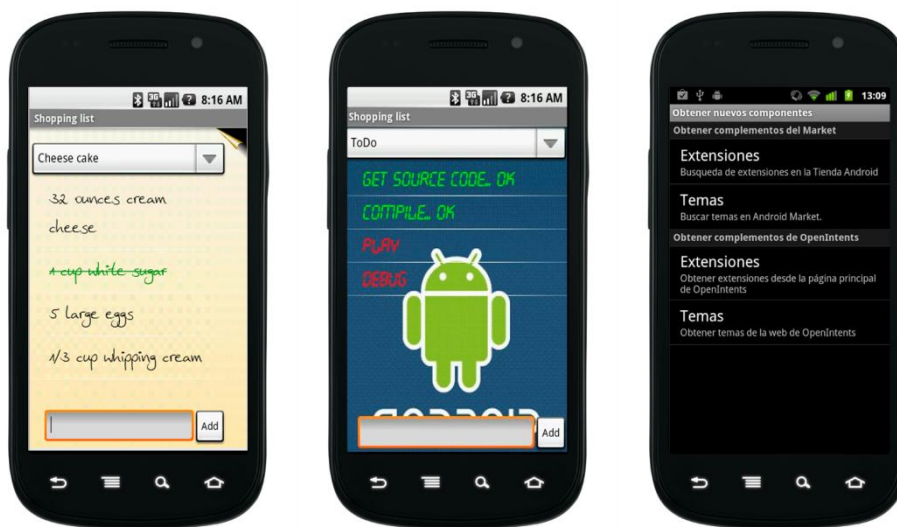 8:16 AM
Shopping list
Cheese cake
32 ounces cream
cheese
1 cup white sugar
5 large eggs
1/3 cup whipping cream
Add
8:16 AM
Shopping list
ToDo
GET SOURCE CODE... OK
COMPILE... OK
PLAY
DEBUG
ANDROID
Add
13:09
Obtener nuevos componentes
Obtener complementos del Market
Extensiones
Busqueda de extensiones en la Tienda Android
Temas
Buscar temas en Android Market.
Obtener complementos de OpenIntents
Extensiones
Obtener extensiones desde la página principal
de OpenIntents
Temas
Obtener temas de la web de OpenIntents